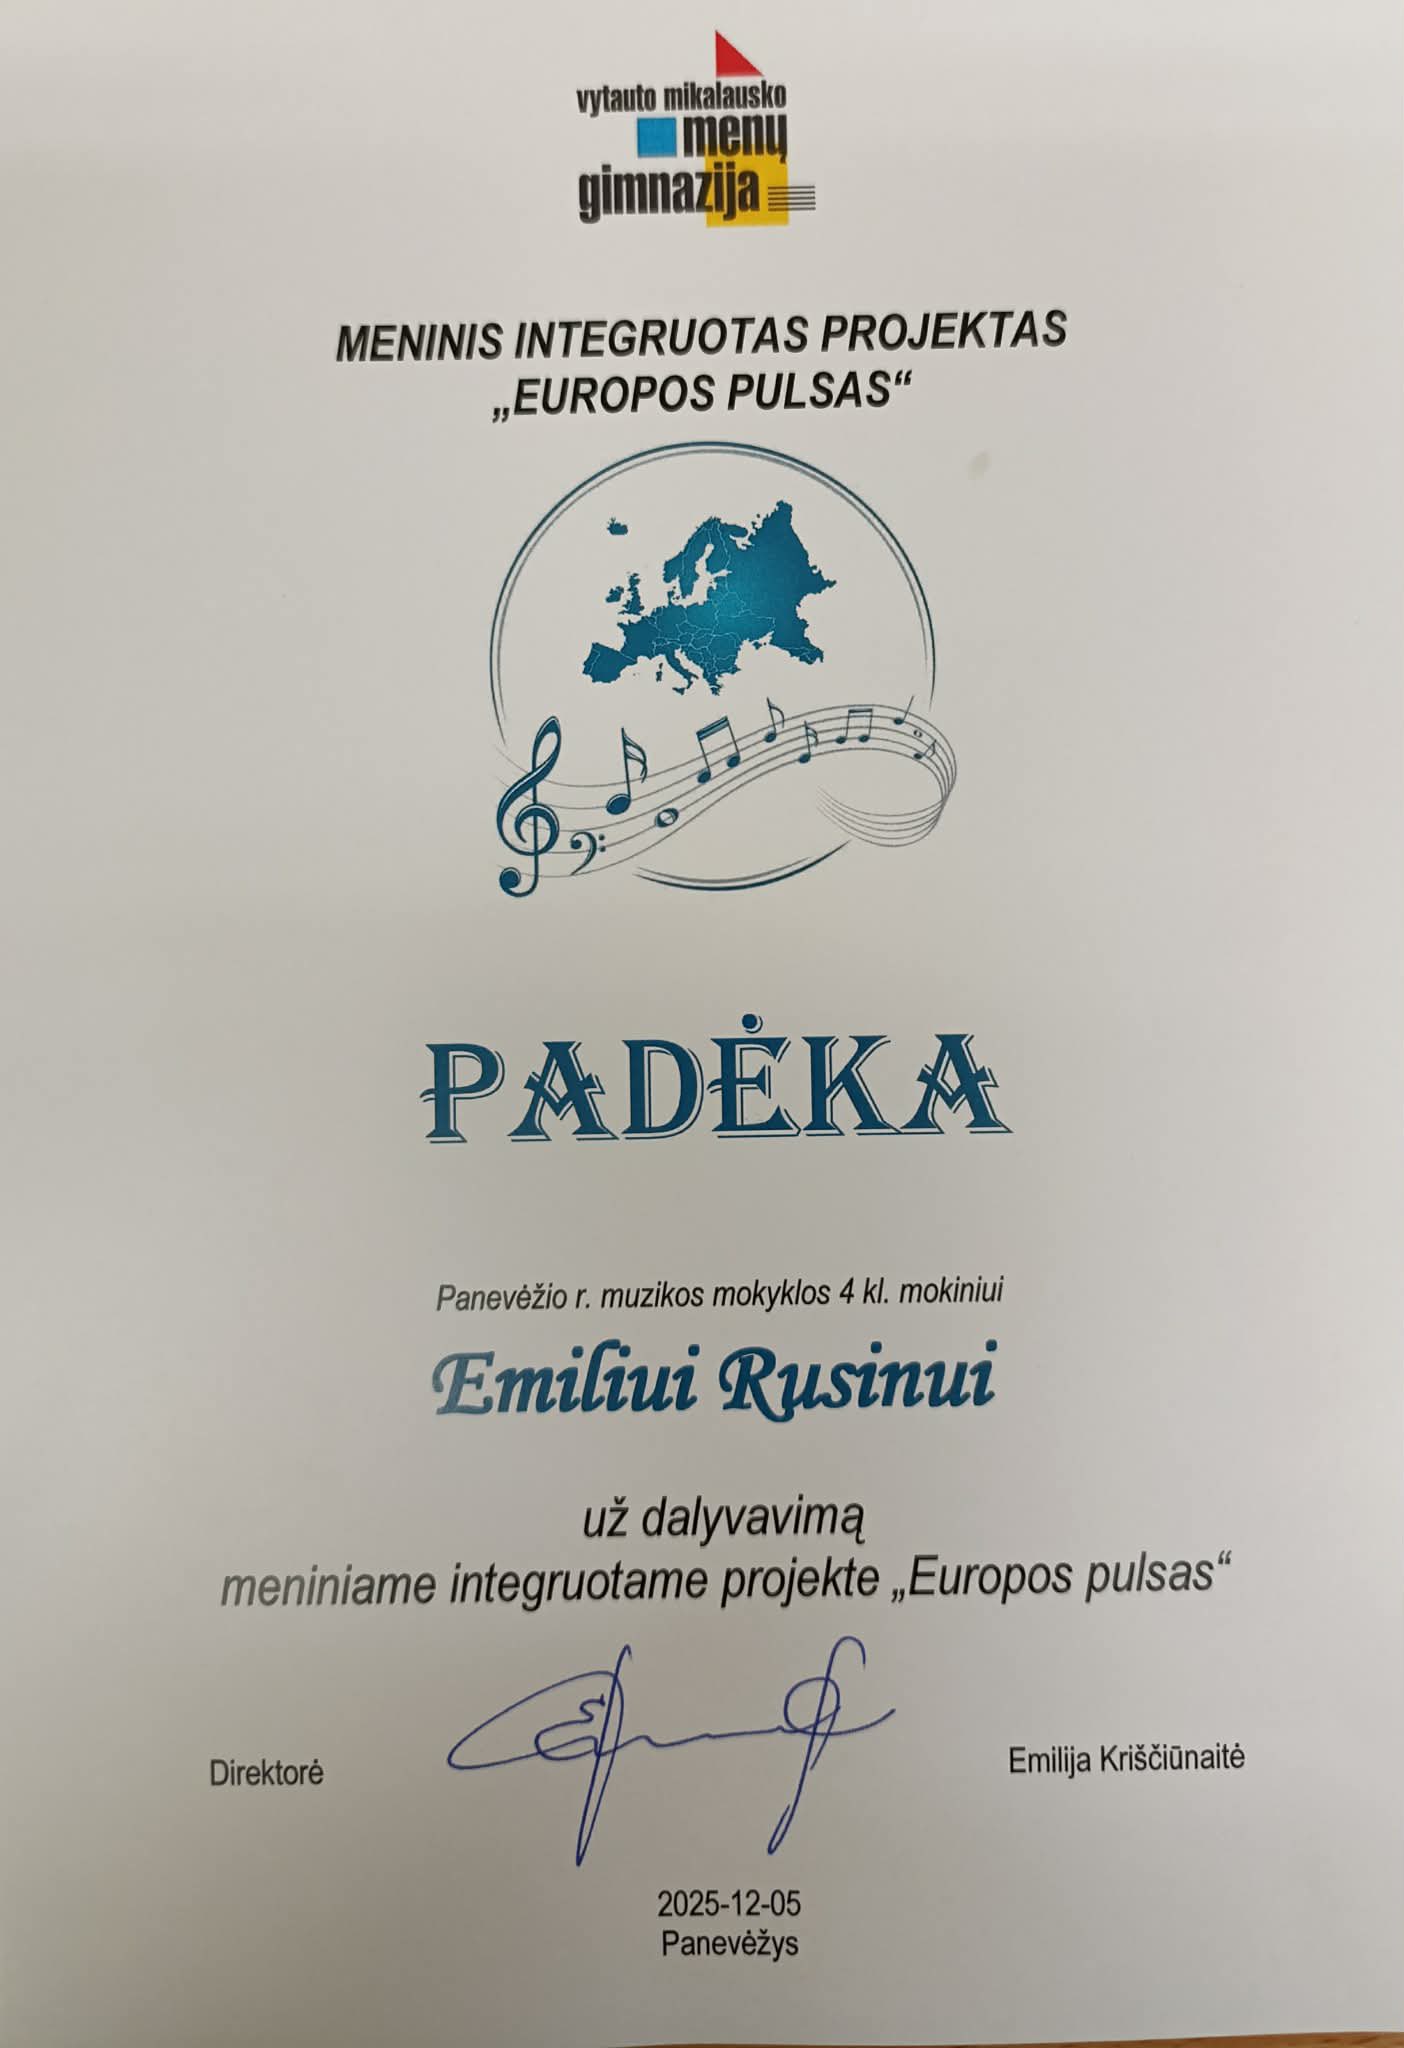 vytauto mikalausko
menų
gimnazija
MENINIS INTEGRUOTAS PROJEKTAS
„EUROPOS PULSAS“
PADĖKA
Panevėžio r. muzikos mokyklos 4 kl. mokiniui
Emiliui Rusinui
už dalyvavimą
meniniame integruotame projekte „Europos pulsas“
Direktorė
Emilija Kriščiūnaitė
2025-12-05
Panevėžys